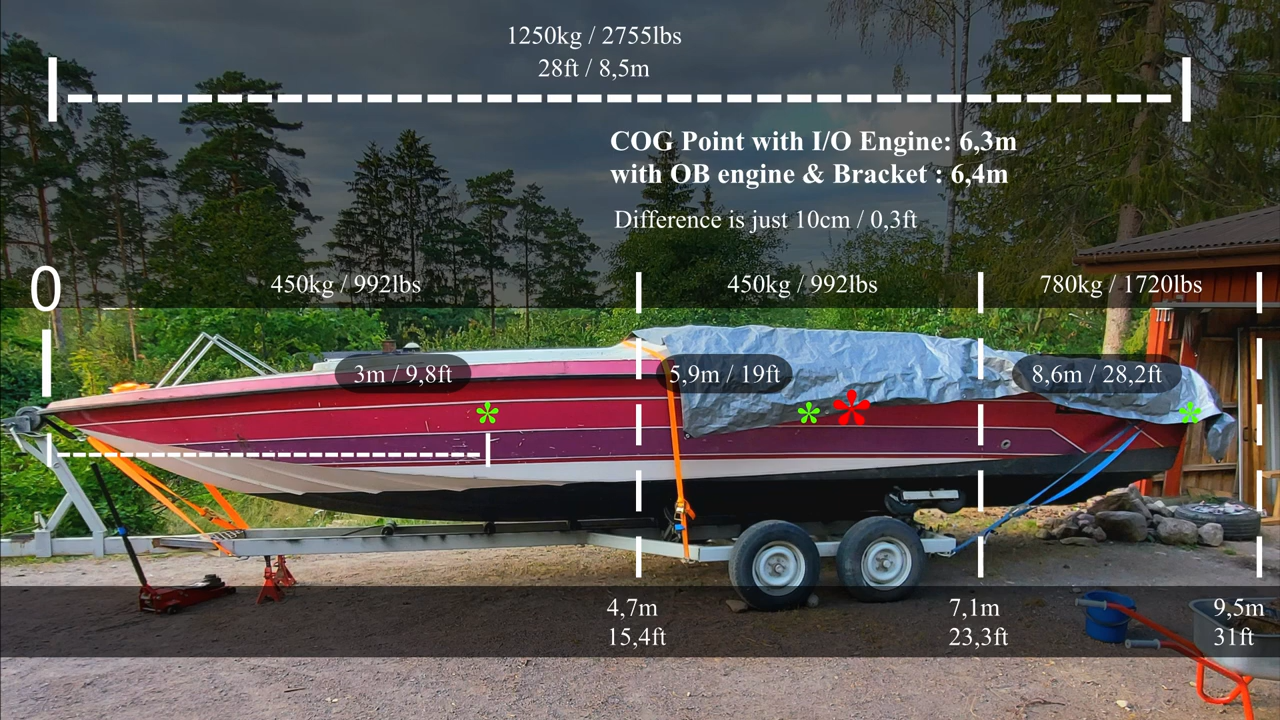 1250kg / 2755lbs
28ft / 8,5m
COG Point with I/O Engine: 6,3m
with OB engine & Bracket : 6,4m
Difference is just 10cm / 0,3ft
0
450kg / 992lbs
450kg / 992lbs
780kg / 1720lbs
3m / 9,8ft
5,9m / 19ft
8,6m / 28,2ft
*
*
*
*
4,7m
15,4ft
7,1m
23,3ft
9,5m
31ft